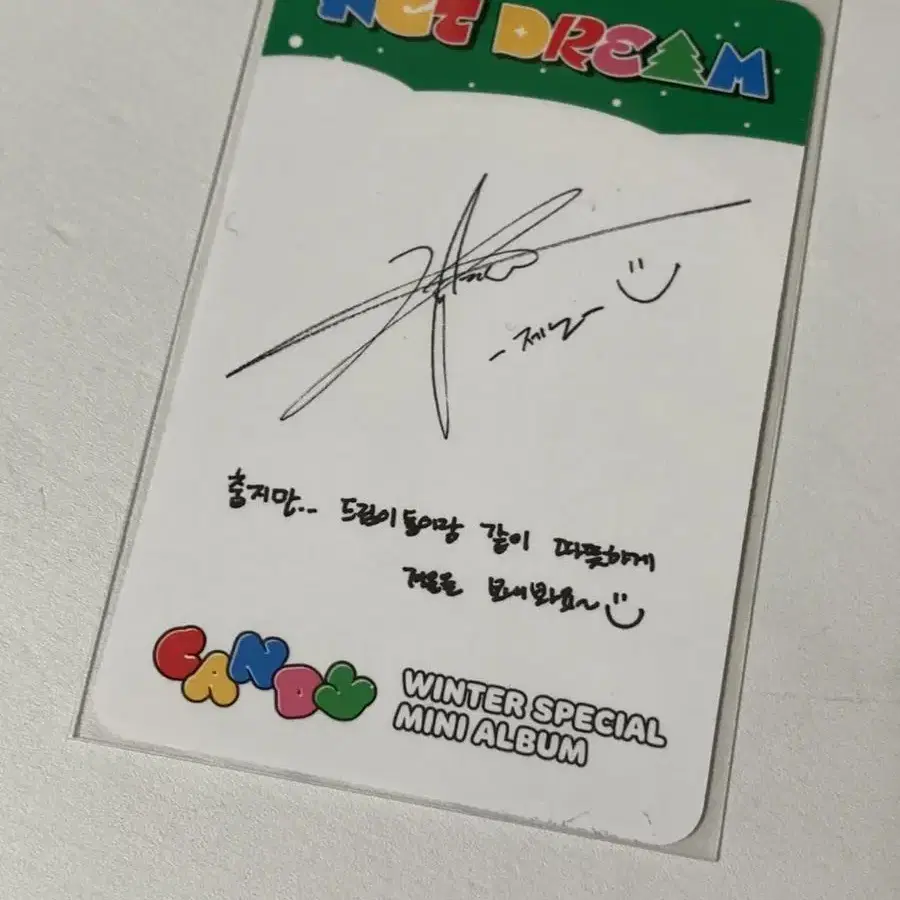 NCT DREAM
-제노-
춥지만... 드림이들이랑 같이 따뜻하게
겨울을 보내봐요~
CANDY
WINTER SPECIAL
MINI ALBUM